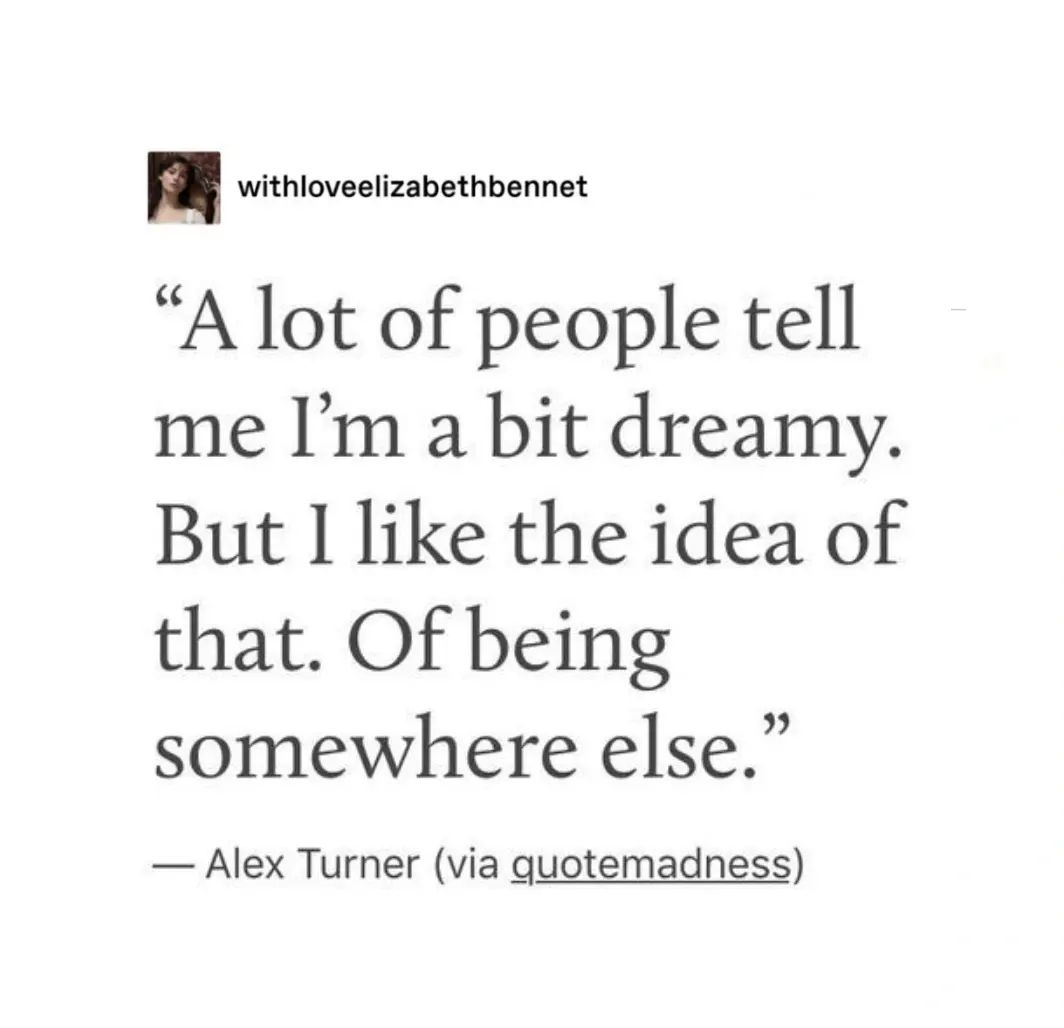 withloveelizabethbennet
“A lot of people tell
me I’m a bit dreamy.
But I like the idea of
that. Of being
somewhere else.”
— Alex Turner (via quotemadness)